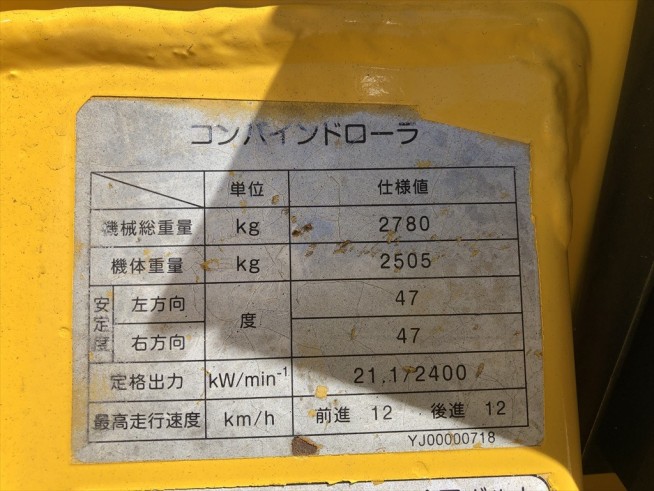 コンバインドローラ
単位 仕様値
機械総重量 kg 2780
機体重量 kg 2505
安定度 左方向 度 47
右方向 47
定格出力 kW/min⁻¹ 21.1/2400
最高走行速度 km/h 前進 12 後進 12
YJ00000718